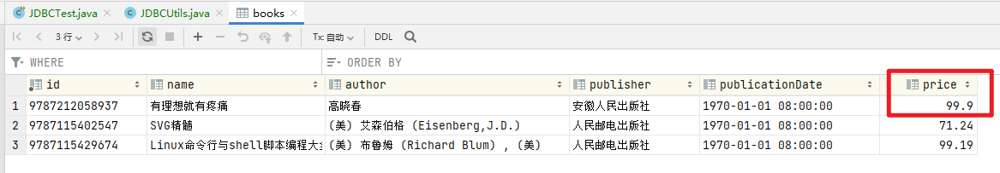 JDBCTest.java JDBCUtils.java books
3 行 Tx: 自动 DDL
WHERE ORDER BY
id name author publisher publicationDate price
1 9787212058937 有理想就有疼痛 高晓春 安徽人民出版社 1970-01-01 08:00:00 99.9
2 9787115402547 SVG精髓 (美) 艾森伯格 (Eisenberg,J.D.) 人民邮电出版社 1970-01-01 08:00:00 71.24
3 9787115429674 Linux命令行与shell脚本编程大全 (美) 布鲁姆 (Richard Blum) , (美) 人民邮电出版社 1970-01-01 08:00:00 99.19